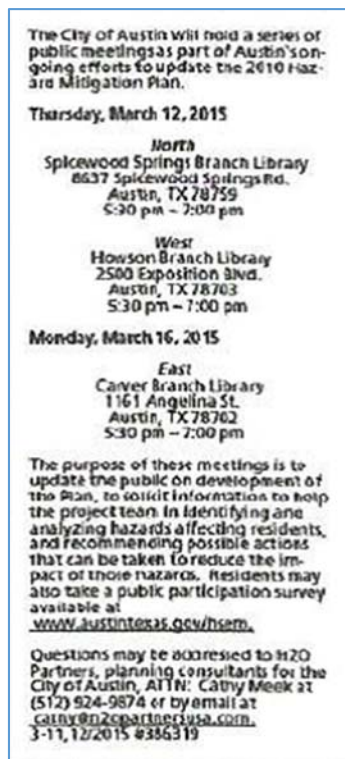 The City of Austin will hold a series of
public meetings as part of Austin's on-
going efforts to update the 2010 Haz-
ard Mitigation Plan.
Thursday, March 12, 2015
North
Spicewood Springs Branch Library
8637 Spicewood Springs Rd.
Austin, TX 78759
5:30 pm – 7:00 pm
West
Howson Branch Library
2500 Exposition Blvd.
Austin, TX 78703
5:30 pm – 7:00 pm
Monday, March 16, 2015
East
Carver Branch Library
1161 Angelina St.
Austin, TX 78702
5:30 pm – 7:00 pm
The purpose of these meetings is to
update the public on development of
the Plan, to solicit information to help
the project team in identifying and
analyzing hazards affecting residents,
and recommending possible actions
that can be taken to reduce the im-
pact of those hazards. Residents may
also take a public participation survey
available at
www.austintexas.gov/hsem.
Questions may be addressed to H2O
Partners, planning consultants for the
City of Austin, ATTN: Cathy Meek at
(512) 924-9874 or by email at
cathy@h2opartnersusa.com.
3-11, 12/2015 #386319